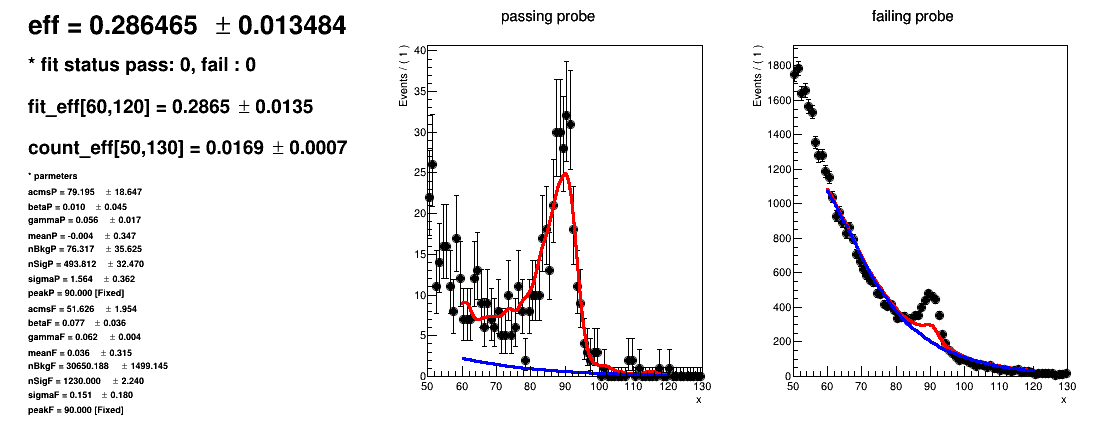 eff = 0.286465 ± 0.013484
* fit status pass: 0, fail : 0
fit_eff[60,120] = 0.2865 ± 0.0135
count_eff[50,130] = 0.0169 ± 0.0007
* parmeters
acmsP = 79.195 ± 18.647
betaP = 0.010 ± 0.045
gammaP = 0.056 ± 0.017
meanP = -0.004 ± 0.347
nBkgP = 76.317 ± 35.625
nSigP = 493.812 ± 32.470
sigmaP = 1.564 ± 0.362
peakP = 90.000 [Fixed]
acmsF = 51.626 ± 1.954
betaF = 0.077 ± 0.036
gammaF = 0.062 ± 0.004
meanF = 0.036 ± 0.315
nBkgF = 30650.188 ± 1499.145
nSigF = 1230.000 ± 2.240
sigmaF = 0.151 ± 0.180
peakF = 90.000 [Fixed]
passing probe
Events / ( 1 )
40
35
30
25
20
15
10
5
0
50 60 70 80 90 100 110 120 130
x
failing probe
Events / ( 1 )
1800
1600
1400
1200
1000
800
600
400
200
0
50 60 70 80 90 100 110 120 130
x